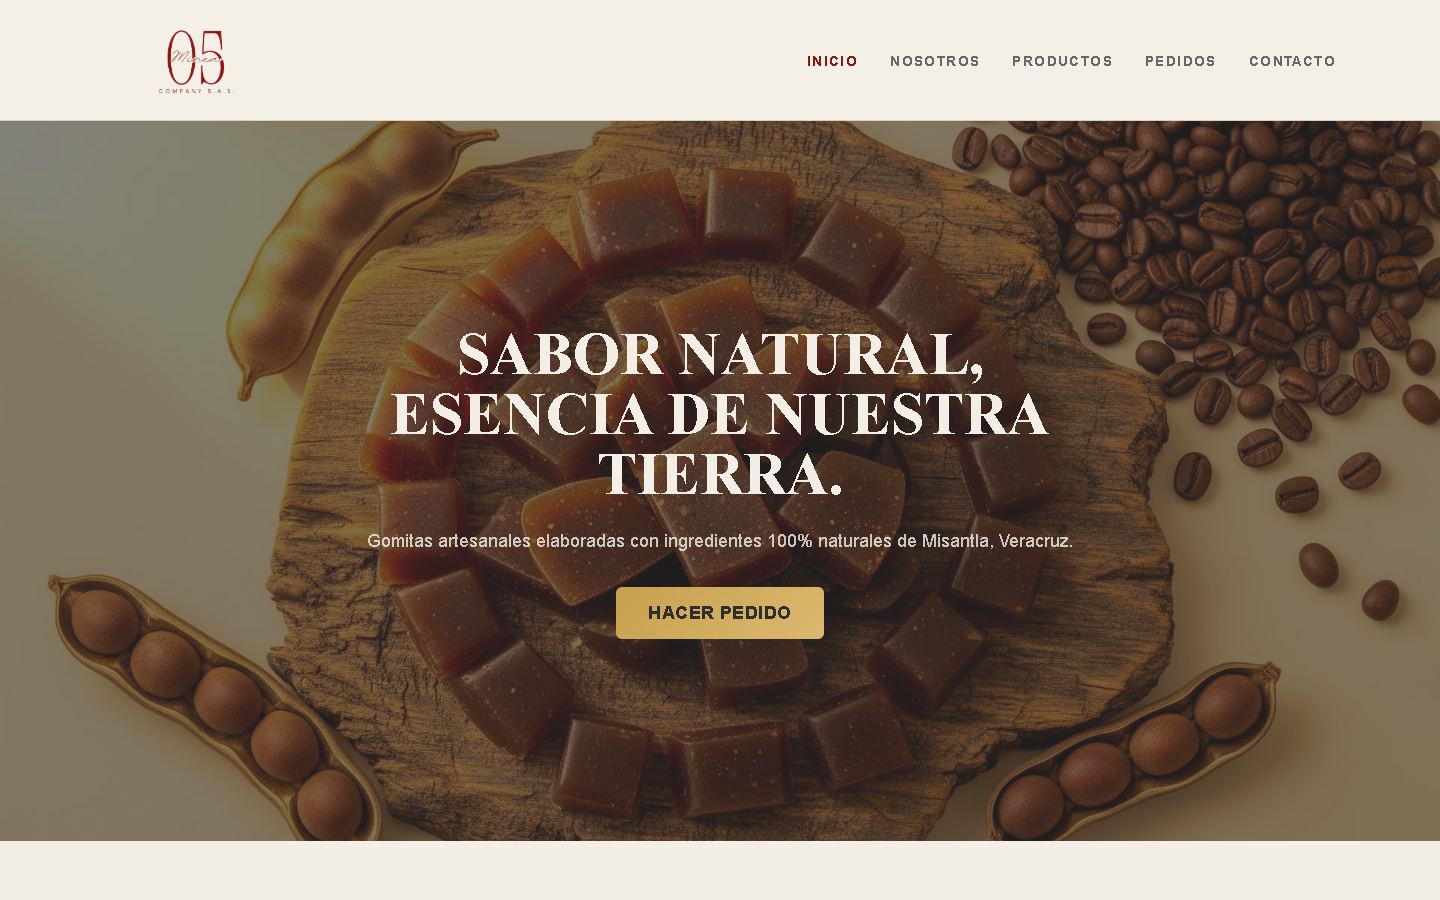 05
Minea
COMPANY S.A.S.
INICIO NOSOTROS PRODUCTOS PEDIDOS CONTACTO
SABOR NATURAL,
ESENCIA DE NUESTRA
TIERRA.
Gomitas artesanales elaboradas con ingredientes 100% naturales de Misantla, Veracruz.
HACER PEDIDO